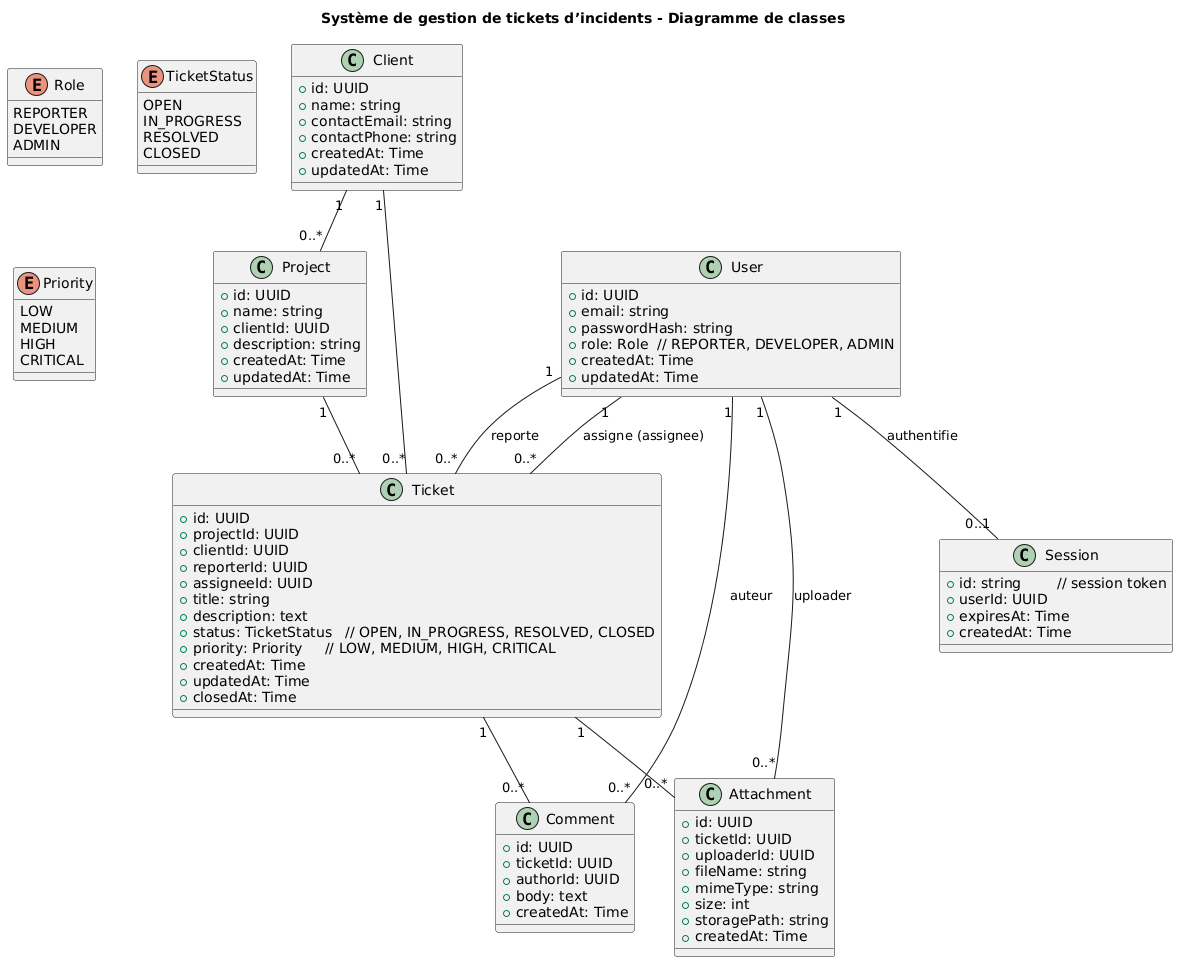 Système de gestion de tickets d’incidents - Diagramme de classes
E Role
REPORTER
DEVELOPER
ADMIN
E TicketStatus
OPEN
IN_PROGRESS
RESOLVED
CLOSED
C Client
id: UUID
name: string
contactEmail: string
contactPhone: string
createdAt: Time
updatedAt: Time
1
1
0..*
E Priority
LOW
MEDIUM
HIGH
CRITICAL
C Project
id: UUID
name: string
clientId: UUID
description: string
createdAt: Time
updatedAt: Time
C User
id: UUID
email: string
passwordHash: string
role: Role  // REPORTER, DEVELOPER, ADMIN
createdAt: Time
updatedAt: Time
1
1
1
1
1
1
reporte
assigne (assignee)
authentifie
0..*
0..*
0..*
0..*
0..1
C Ticket
id: UUID
projectId: UUID
clientId: UUID
reporterId: UUID
assigneeId: UUID
title: string
description: text
status: TicketStatus   // OPEN, IN_PROGRESS, RESOLVED, CLOSED
priority: Priority     // LOW, MEDIUM, HIGH, CRITICAL
createdAt: Time
updatedAt: Time
closedAt: Time
C Session
id: string        // session token
userId: UUID
expiresAt: Time
createdAt: Time
auteur
uploader
1
1
0..*
0..*
0..*
0..*
C Comment
id: UUID
ticketId: UUID
authorId: UUID
body: text
createdAt: Time
C Attachment
id: UUID
ticketId: UUID
uploaderId: UUID
fileName: string
mimeType: string
size: int
storagePath: string
createdAt: Time